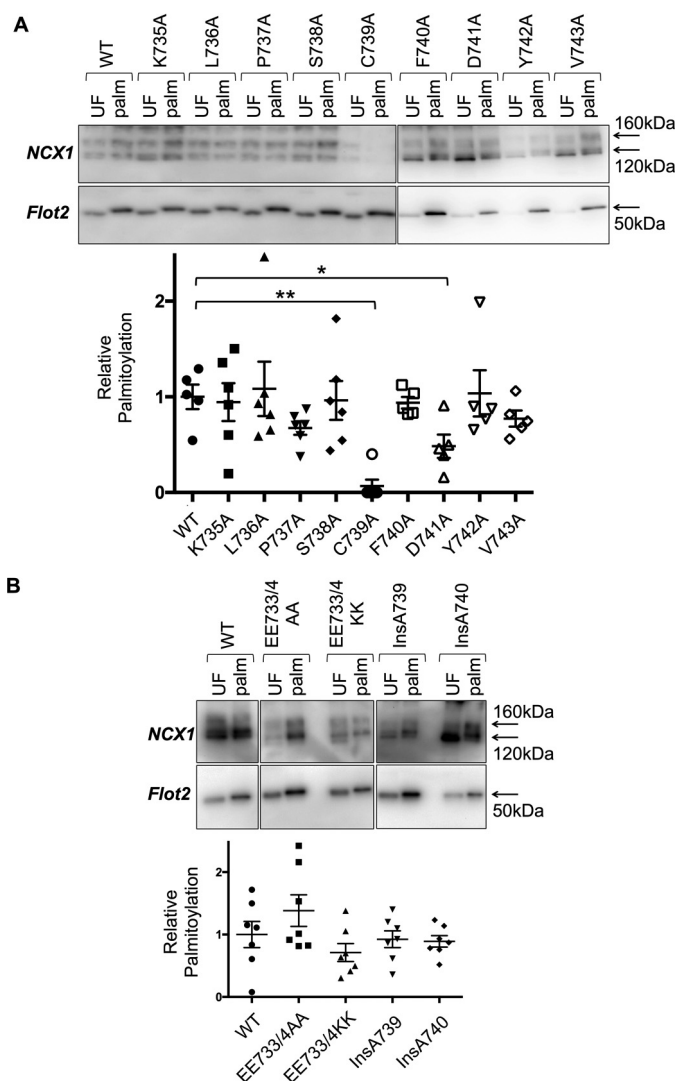 A
WT K735A L736A P737A S738A C739A F740A D741A Y742A V743A
UF palm UF palm UF palm UF palm UF palm UF palm UF palm UF palm UF palm UF palm
160kDa
NCX1
120kDa
Flot2
50kDa
*
**
2
Relative
Palmitoylation
1
0
WT K735A L736A P737A S738A C739A F740A D741A Y742A V743A
B
WT EE733/4 AA EE733/4 KK InsA739 InsA740
UF palm UF palm UF palm UF palm UF palm
160kDa
NCX1
120kDa
Flot2
50kDa
2
Relative
Palmitoylation
1
0
WT EE733/4AA EE733/4KK InsA739 InsA740